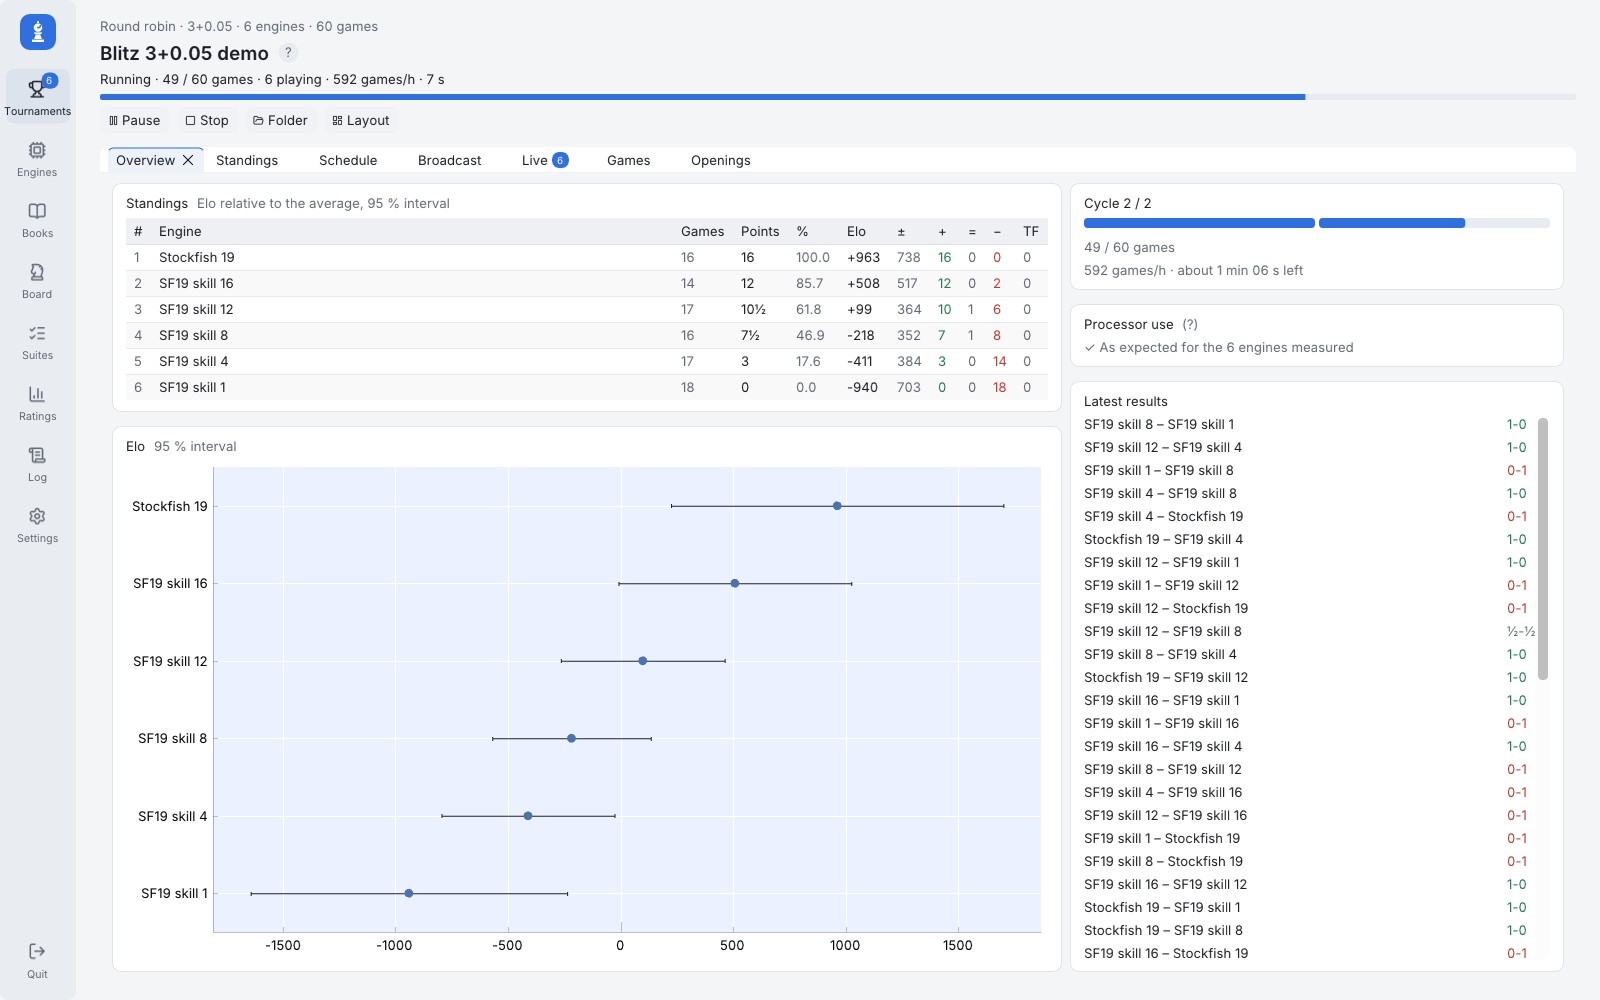 Round robin · 3+0.05 · 6 engines · 60 games
Blitz 3+0.05 demo ?
Running · 49 / 60 games · 6 playing · 592 games/h · 7 s
Pause Stop Folder Layout
6
Tournaments
Engines
Books
Board
Suites
Ratings
Log
Settings
Quit
Overview Standings Schedule Broadcast Live 6 Games Openings
Standings Elo relative to the average, 95 % interval
# Engine Games Points % Elo ± + = − TF
1 Stockfish 19 16 16 100.0 +963 738 16 0 0 0
2 SF19 skill 16 14 12 85.7 +508 517 12 0 2 0
3 SF19 skill 12 17 10½ 61.8 +99 364 10 1 6 0
4 SF19 skill 8 16 7½ 46.9 -218 352 7 1 8 0
5 SF19 skill 4 17 3 17.6 -411 384 3 0 14 0
6 SF19 skill 1 18 0 0.0 -940 703 0 0 18 0
Elo 95 % interval
Stockfish 19
SF19 skill 16
SF19 skill 12
SF19 skill 8
SF19 skill 4
SF19 skill 1
-1500 -1000 -500 0 500 1000 1500
Cycle 2 / 2
49 / 60 games
592 games/h · about 1 min 06 s left
Processor use (?)
✓ As expected for the 6 engines measured
Latest results
SF19 skill 8 – SF19 skill 1 1-0
SF19 skill 12 – SF19 skill 4 1-0
SF19 skill 1 – SF19 skill 8 0-1
SF19 skill 4 – SF19 skill 8 1-0
SF19 skill 4 – Stockfish 19 0-1
Stockfish 19 – SF19 skill 4 1-0
SF19 skill 12 – SF19 skill 1 1-0
SF19 skill 1 – SF19 skill 12 0-1
SF19 skill 12 – Stockfish 19 0-1
SF19 skill 12 – SF19 skill 8 ½-½
SF19 skill 8 – SF19 skill 4 1-0
Stockfish 19 – SF19 skill 12 1-0
SF19 skill 16 – SF19 skill 1 1-0
SF19 skill 1 – SF19 skill 16 0-1
SF19 skill 16 – SF19 skill 4 1-0
SF19 skill 8 – SF19 skill 12 0-1
SF19 skill 4 – SF19 skill 16 0-1
SF19 skill 12 – SF19 skill 16 0-1
SF19 skill 1 – Stockfish 19 0-1
SF19 skill 8 – Stockfish 19 0-1
SF19 skill 16 – SF19 skill 12 1-0
Stockfish 19 – SF19 skill 1 1-0
Stockfish 19 – SF19 skill 8 1-0
SF19 skill 16 – Stockfish 19 0-1